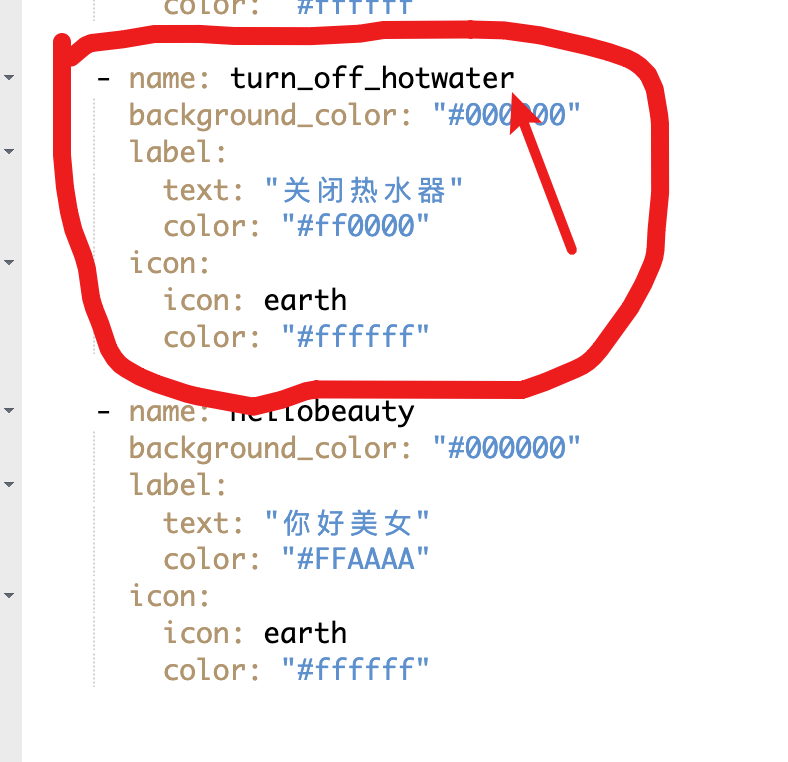 color: "#ffffff"
- name: turn_off_hotwater
background_color: "#000000"
label:
text: "关闭热水器"
color: "#ff0000"
icon:
icon: earth
color: "#ffffff"
- name: hellobeauty
background_color: "#000000"
label:
text: "你好美女"
color: "#FFAAAA"
icon:
icon: earth
color: "#ffffff"